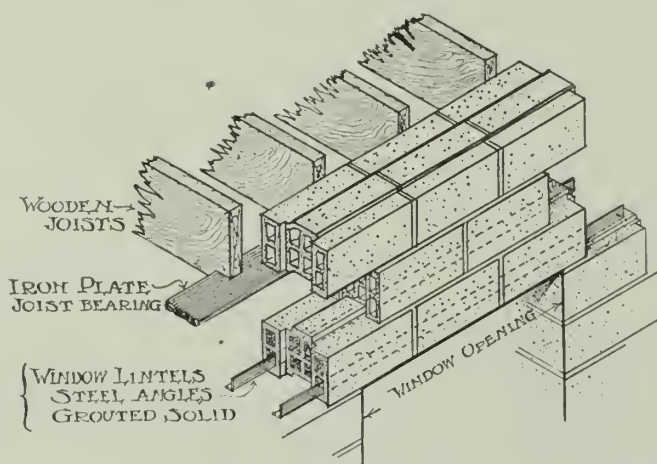 WOODEN
JOISTS
IRON PLATE
JOIST BEARING
WINDOW LINTELS
STEEL ANGLES
GROUTED SOLID
WINDOW OPENING